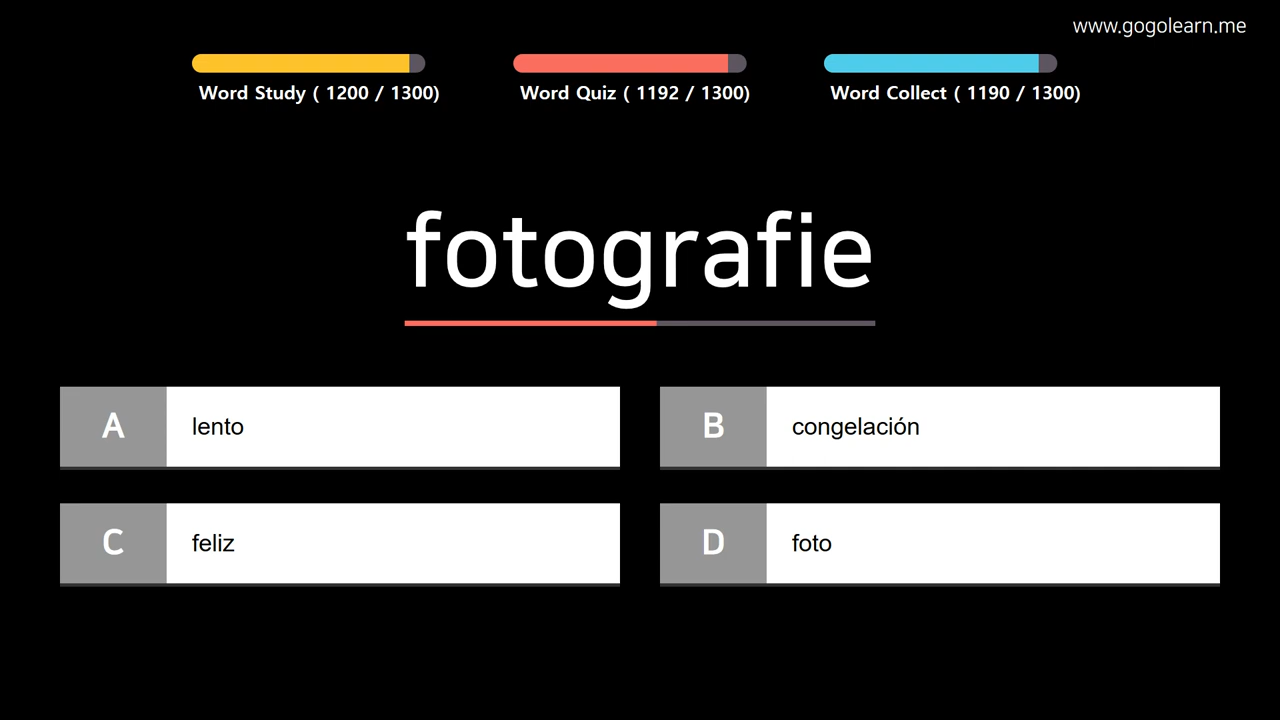 www.gogolearn.me
Word Study ( 1200 / 1300)
Word Quiz ( 1192 / 1300)
Word Collect ( 1190 / 1300)
fotografie
A lento
B congelación
C feliz
D foto